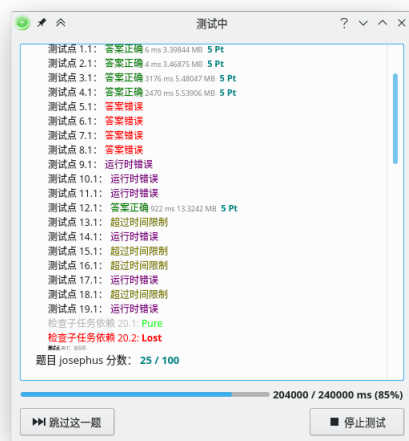 测试中
测试点 1.1: 答案正确 6 ms 3.39844 MB 5 Pt
测试点 2.1: 答案正确 4 ms 3.46875 MB 5 Pt
测试点 3.1: 答案正确 3176 ms 5.48047 MB 5 Pt
测试点 4.1: 答案正确 2470 ms 5.53906 MB 5 Pt
测试点 5.1: 答案错误
测试点 6.1: 答案错误
测试点 7.1: 答案错误
测试点 8.1: 答案错误
测试点 9.1: 运行时错误
测试点 10.1: 运行时错误
测试点 11.1: 运行时错误
测试点 12.1: 答案正确 922 ms 13.3242 MB 5 Pt
测试点 13.1: 超过时间限制
测试点 14.1: 运行时错误
测试点 15.1: 超过时间限制
测试点 16.1: 超过时间限制
测试点 17.1: 运行时错误
测试点 18.1: 超过时间限制
测试点 19.1: 运行时错误
检查子任务依赖 20.1: Pure
检查子任务依赖 20.2: Lost
题目 josephus 分数: 25 / 100
204000 / 240000 ms (85%)
跳过这一题
停止测试